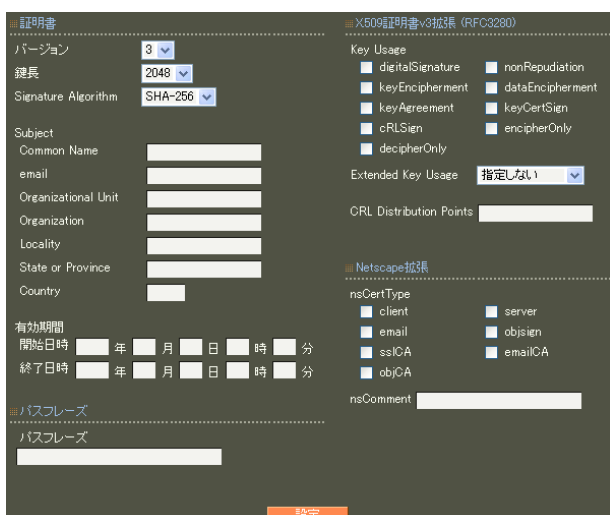 証明書
バージョン 3
鍵長 2048
Signature Algorithm SHA-256
Subject
Common Name
email
Organizational Unit
Organization
Locality
State or Province
Country
有効期間
開始日時 年 月 日 時 分
終了日時 年 月 日 時 分
パスフレーズ
パスフレーズ
X.509証明書v3拡張 (RFC3280)
Key Usage
digitalSignature nonRepudiation
keyEncipherment dataEncipherment
keyAgreement keyCertSign
cRLSign encipherOnly
decipherOnly
Extended Key Usage 指定しない
CRL Distribution Points
Netscape拡張
nsCertType
client server
email objsign
sslCA emailCA
objCA
nsComment
設定